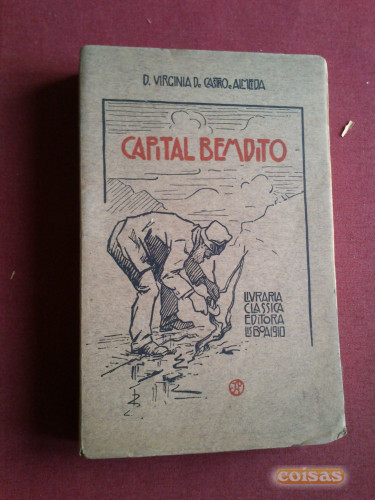 D. VIRGINIA DE CASTRO E ALMEIDA
CAPITAL BEMDITO
LIVRARIA
CLASSICA
EDITORA
LISBOA 1910
coisas